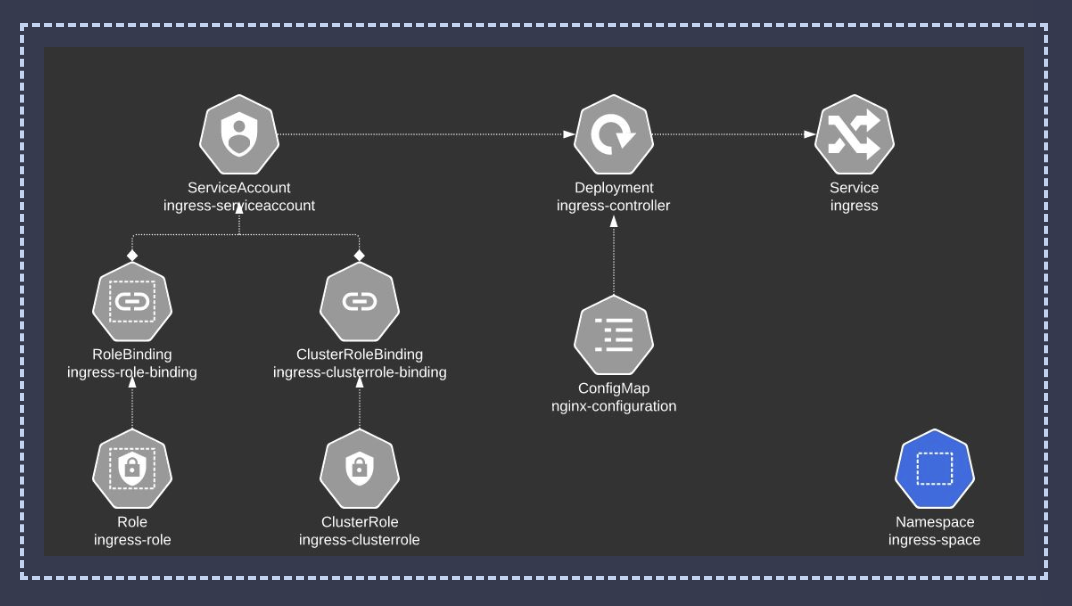 ServiceAccount
ingress-serviceaccount
Deployment
ingress-controller
Service
ingress
RoleBinding
ingress-role-binding
ClusterRoleBinding
ingress-clusterrole-binding
ConfigMap
nginx-configuration
Role
ingress-role
ClusterRole
ingress-clusterrole
Namespace
ingress-space